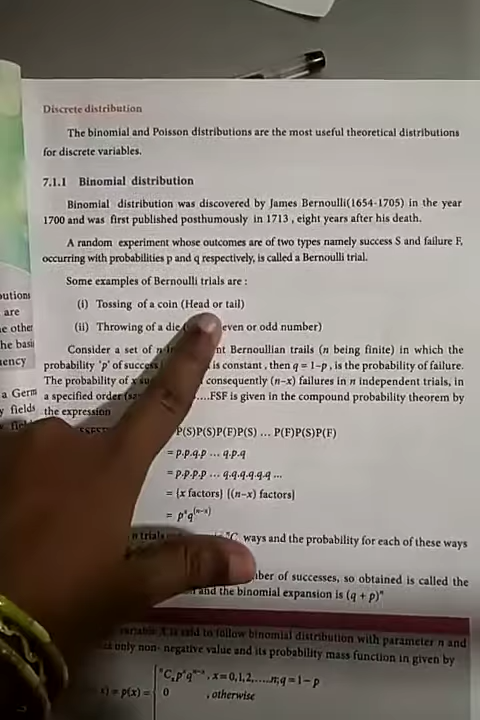 Discrete distribution
The binomial and Poisson distributions are the most useful theoretical distributions
for discrete variables.
7.1.1 Binomial distribution
Binomial distribution was discovered by James Bernoulli(1654-1705) in the year
1700 and was first published posthumously in 1713 , eight years after his death.
A random experiment whose outcomes are of two types namely success S and failure F,
occurring with probabilities p and q respectively, is called a Bernoulli trial.
Some examples of Bernoulli trials are :
(i) Tossing of a coin (Head or tail)
(ii) Throwing of a die even or odd number)
Consider a set of n Bernoullian trails (n being finite) in which the
probability 'p' of success is constant , then q = 1–p , is the probability of failure.
The probability of x consequently (n–x) failures in n independent trials, in
a specified order ....FSF is given in the compound probability theorem by
the expression
P(S)P(S)P(F)P(S) ... P(F)P(S)P(F)
= p.p.q.p ... q.p.q
= p.p.p.p ... q.q.q.q.q.q ...
= {x factors} {(n–x) factors}
= pˣq⁽ⁿ⁻ˣ⁾
n trials ways and the probability for each of these ways
of successes, so obtained is called the
and the binomial expansion is (q + p)ⁿ
variable X is said to follow binomial distribution with parameter n and
only non- negative value and its probability mass function in given by
x) = p(x) = { ⁿCₓpˣqⁿ⁻ˣ , x = 0,1,2,.....n; q = 1 – p
0 , otherwise
are
e other
he basi
ency
a Germ
y fields